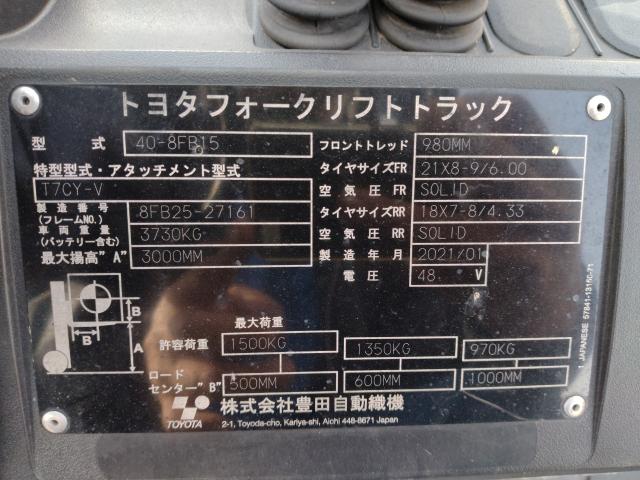 トヨタフォークリフトトラック
型式 40-8FB15
特型型式・アタッチメント型式
T7CY-V
製造番号
(フレームNO.) 8FB25-27161
車両重量
(バッテリー含む) 3730KG
最大揚高"A" 3000MM
フロントトレッド 980MM
タイヤサイズFR 21X8-9/6.00
空気圧 FR SOLID
タイヤサイズRR 18X7-8/4.33
空気圧 RR SOLID
製造年月 2021/01
電圧 48 V
B
B
A
最大荷重
許容荷重 1500KG 1350KG 970KG
ロード
センター"B" 500MM 600MM 1000MM
TOYOTA
株式会社豊田自動織機
2-1, Toyoda-cho, Kariya-shi, Aichi 448-8671 Japan
1 JAPANESE